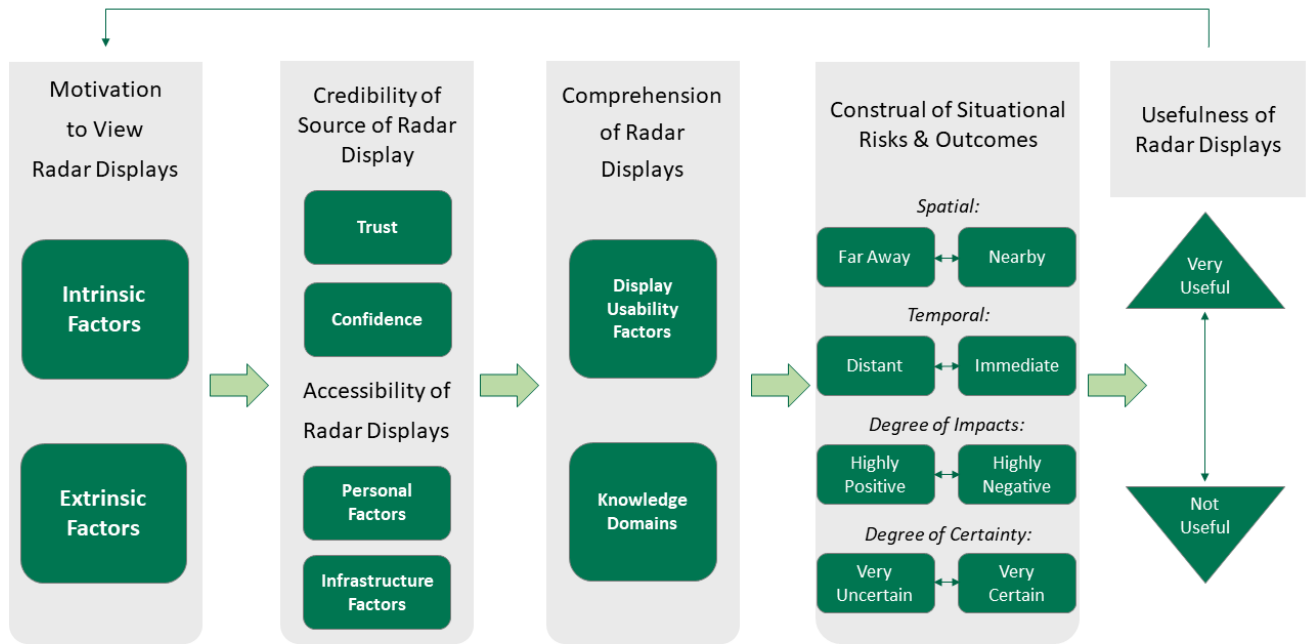 Motivation
to View
Radar Displays
Intrinsic
Factors
Extrinsic
Factors
Credibility of
Source of Radar
Display
Trust
Confidence
Accessibility of
Radar Displays
Personal
Factors
Infrastructure
Factors
Comprehension
of Radar
Displays
Display
Usability
Factors
Knowledge
Domains
Construal of Situational
Risks & Outcomes
Spatial:
Far Away
Nearby
Temporal:
Distant
Immediate
Degree of Impacts:
Highly
Positive
Highly
Negative
Degree of Certainty:
Very
Uncertain
Very
Certain
Usefulness of
Radar Displays
Very
Useful
Not
Useful